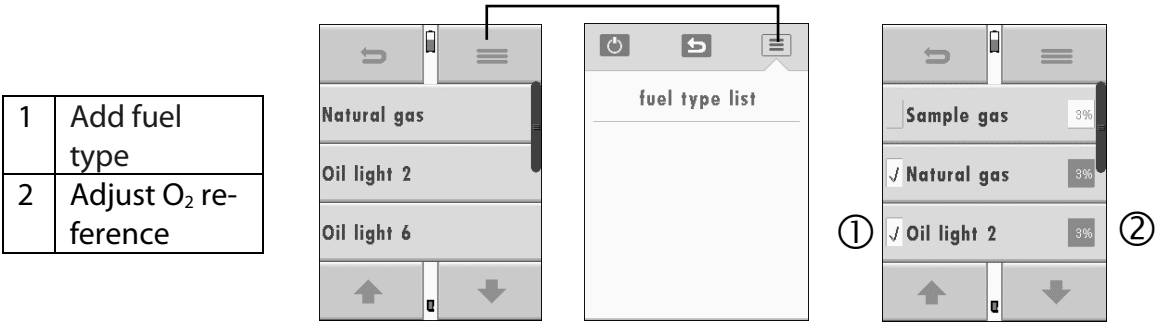 1 Add fuel
type
2 Adjust O₂ re-
ference
Natural gas
Oil light 2
Oil light 6
fuel type list
Sample gas 3%
✓ Natural gas 3%
① ✓ Oil light 2 3% ②